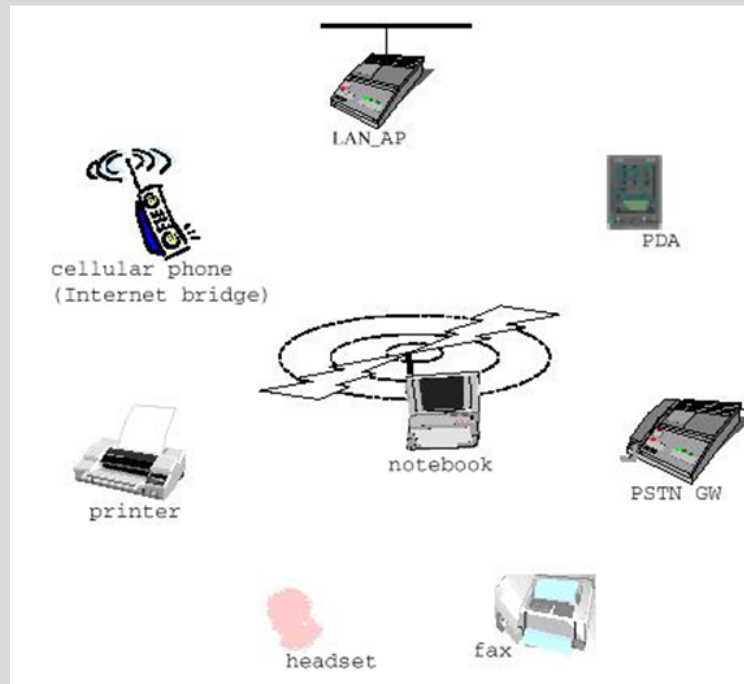 LAN_AP
PDA
cellular phone
(Internet bridge)
notebook
printer
PSTN GW
headset
fax